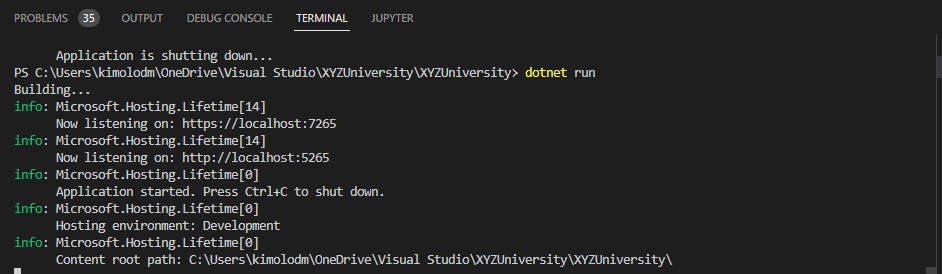 PROBLEMS 35 OUTPUT DEBUG CONSOLE TERMINAL JUPYTER
Application is shutting down...
PS C:\Users\kimolodm\OneDrive\Visual Studio\XYZUniversity\XYZUniversity> dotnet run
Building...
info: Microsoft.Hosting.Lifetime[14]
Now listening on: https://localhost:7265
info: Microsoft.Hosting.Lifetime[14]
Now listening on: http://localhost:5265
info: Microsoft.Hosting.Lifetime[0]
Application started. Press Ctrl+C to shut down.
info: Microsoft.Hosting.Lifetime[0]
Hosting environment: Development
info: Microsoft.Hosting.Lifetime[0]
Content root path: C:\Users\kimolodm\OneDrive\Visual Studio\XYZUniversity\XYZUniversity\